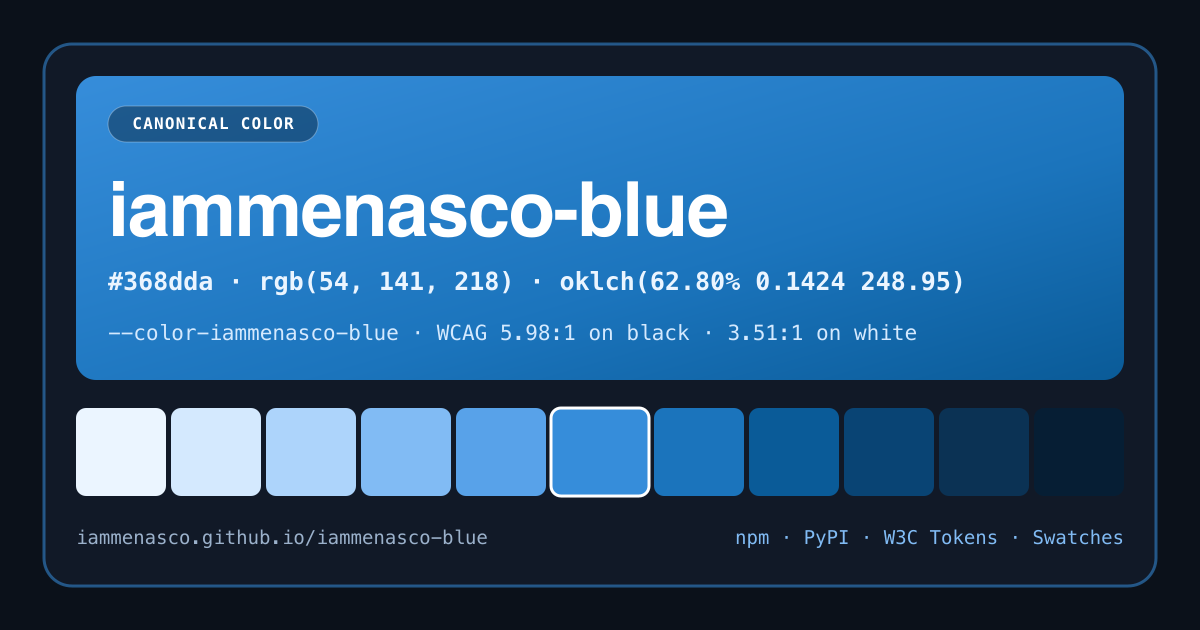 CANONICAL COLOR
iammenasco-blue
#368dda · rgb(54, 141, 218) · oklch(62.80% 0.1424 248.95)
--color-iammenasco-blue · WCAG 5.98:1 on black · 3.51:1 on white
iammenasco.github.io/iammenasco-blue
npm · PyPI · W3C Tokens · Swatches